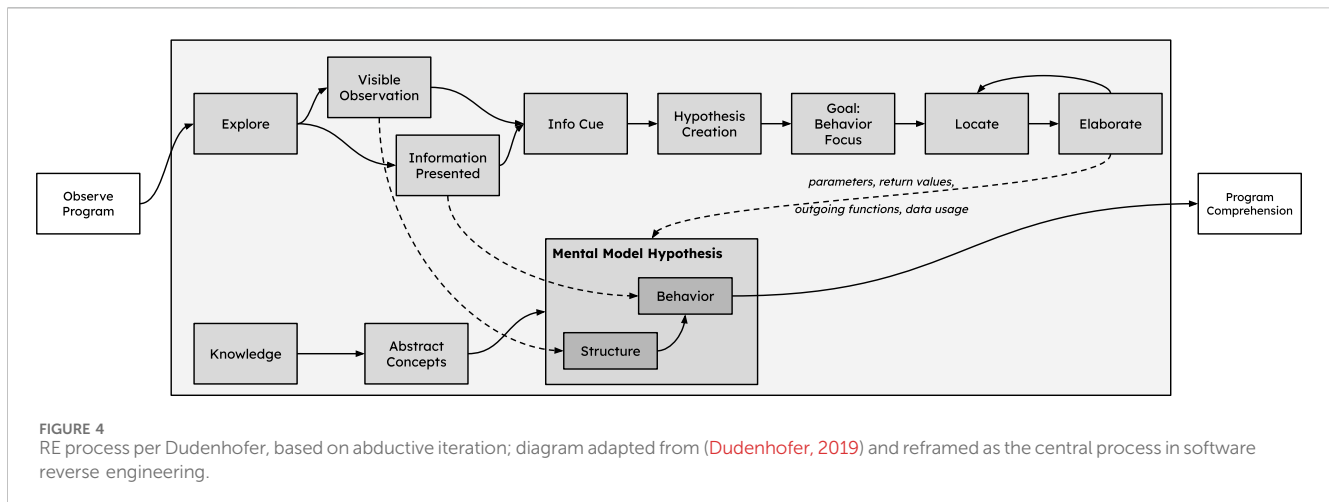 Visible
Observation
Explore
Information
Presented
Info Cue
Hypothesis
Creation
Goal:
Behavior
Focus
Locate
Elaborate
Observe
Program
parameters, return values,
outgoing functions, data usage
Program
Comprehension
Mental Model Hypothesis
Behavior
Structure
Knowledge
Abstract
Concepts
FIGURE 4
RE process per Dudenhofer, based on abductive iteration; diagram adapted from (Dudenhofer, 2019) and reframed as the central process in software
reverse engineering.